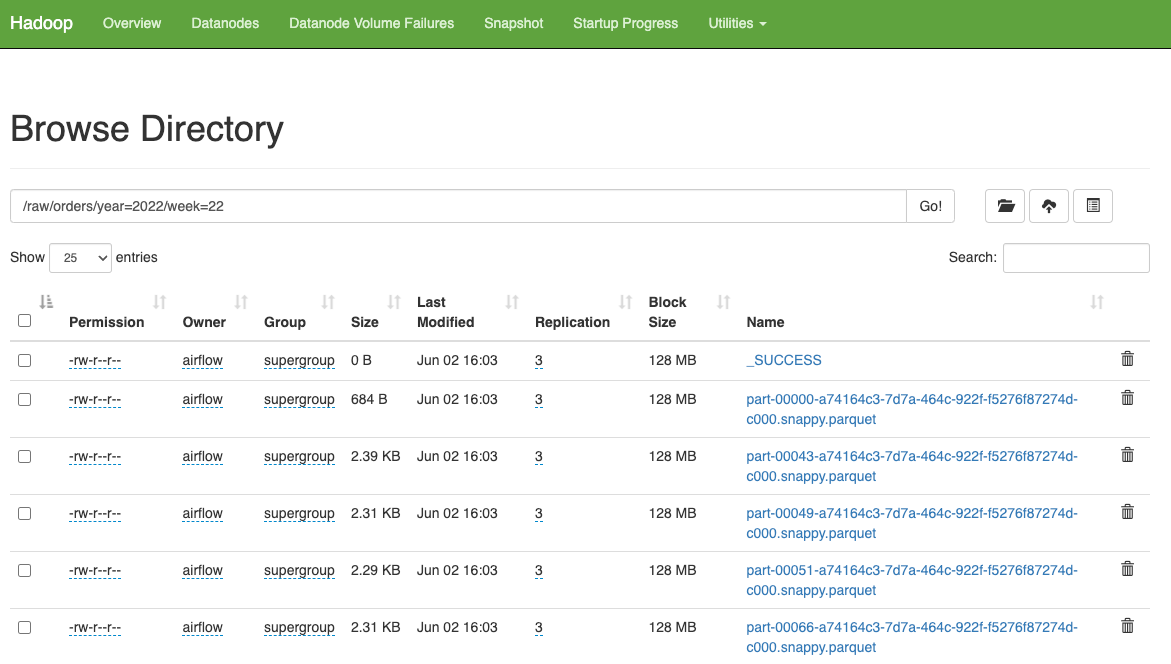 Hadoop Overview Datanodes Datanode Volume Failures Snapshot Startup Progress Utilities
Browse Directory
/raw/orders/year=2022/week=22 Go!
Show 25 entries Search:
Permission Owner Group Size Last Modified Replication Block Size Name
-rw-r--r-- airflow supergroup 0 B Jun 02 16:03 3 128 MB _SUCCESS
-rw-r--r-- airflow supergroup 684 B Jun 02 16:03 3 128 MB part-00000-a74164c3-7d7a-464c-922f-f5276f87274d-
c000.snappy.parquet
-rw-r--r-- airflow supergroup 2.39 KB Jun 02 16:03 3 128 MB part-00043-a74164c3-7d7a-464c-922f-f5276f87274d-
c000.snappy.parquet
-rw-r--r-- airflow supergroup 2.31 KB Jun 02 16:03 3 128 MB part-00049-a74164c3-7d7a-464c-922f-f5276f87274d-
c000.snappy.parquet
-rw-r--r-- airflow supergroup 2.29 KB Jun 02 16:03 3 128 MB part-00051-a74164c3-7d7a-464c-922f-f5276f87274d-
c000.snappy.parquet
-rw-r--r-- airflow supergroup 2.31 KB Jun 02 16:03 3 128 MB part-00066-a74164c3-7d7a-464c-922f-f5276f87274d-
c000.snappy.parquet